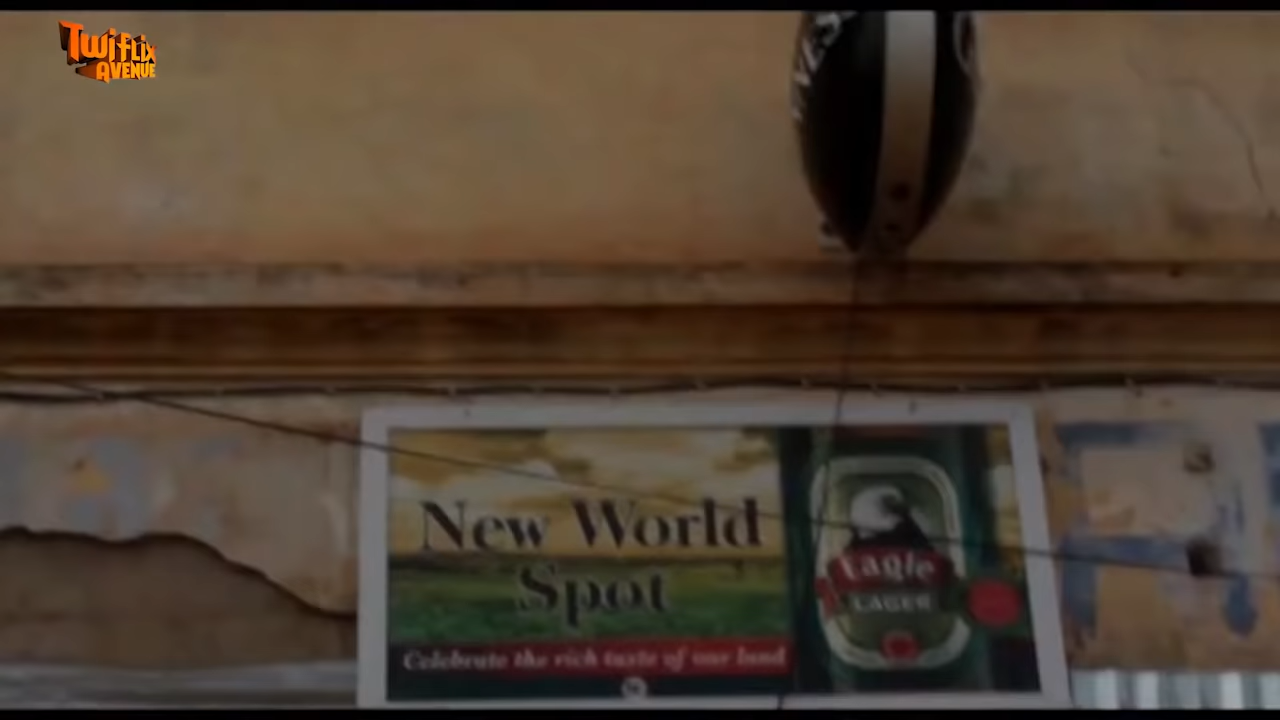 Twiflix
AVENUE
New World
Spot
Celebrate the rich taste of our land
Eagle
LAGER